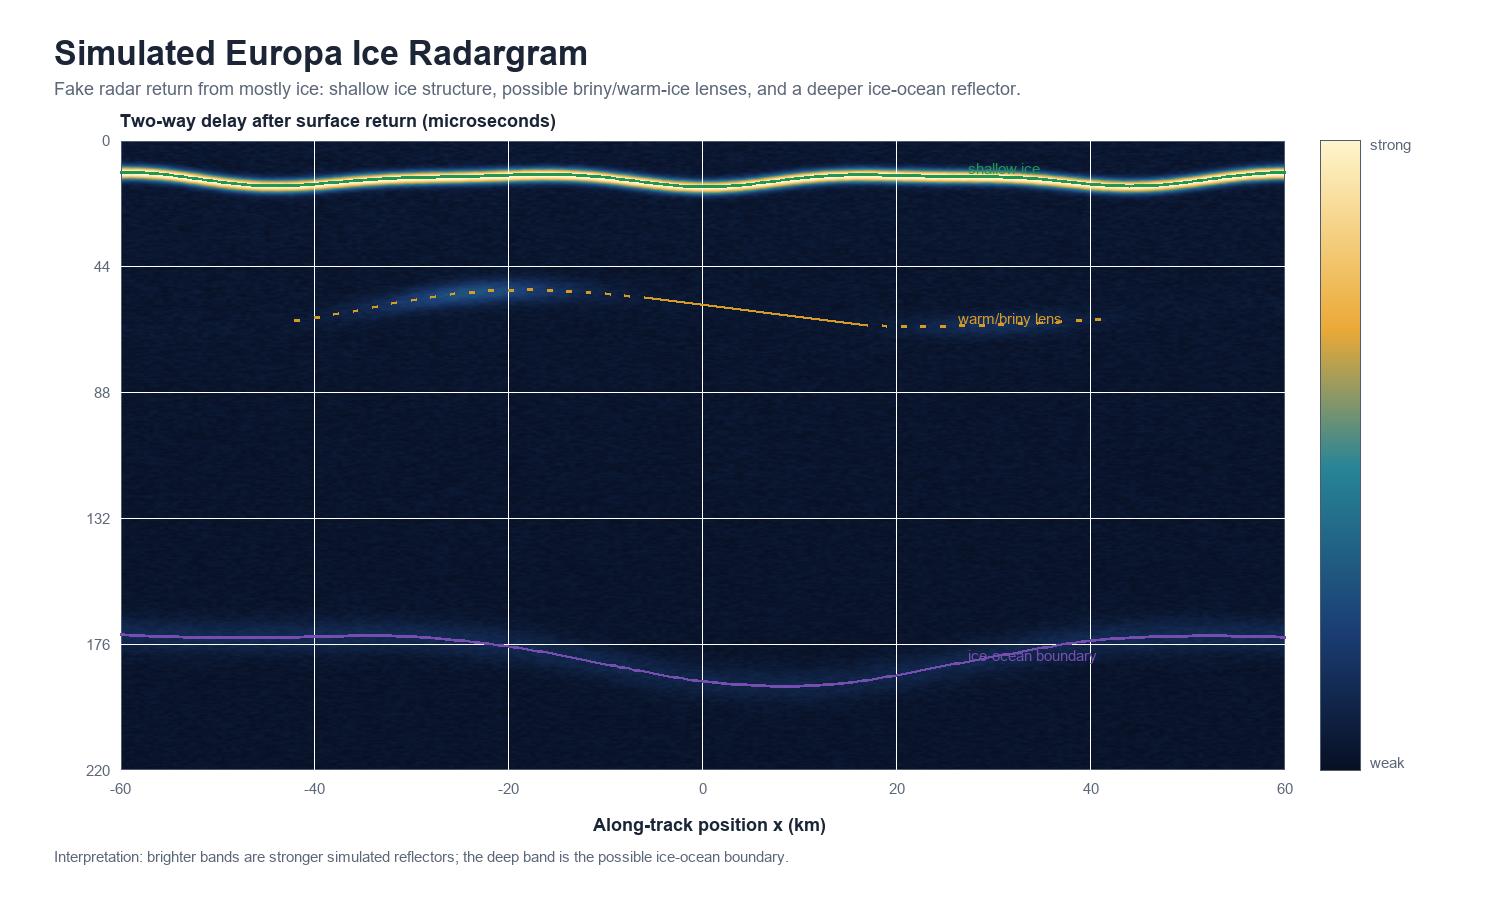 Simulated Europa Ice Radargram
Fake radar return from mostly ice: shallow ice structure, possible briny/warm-ice lenses, and a deeper ice-ocean reflector.
Two-way delay after surface return (microseconds)
0
strong
shallow ice
44
warm/briny lens
88
132
176
ice-ocean boundary
weak
220
-60 -40 -20 0 20 40 60
Along-track position x (km)
Interpretation: brighter bands are stronger simulated reflectors; the deep band is the possible ice-ocean boundary.